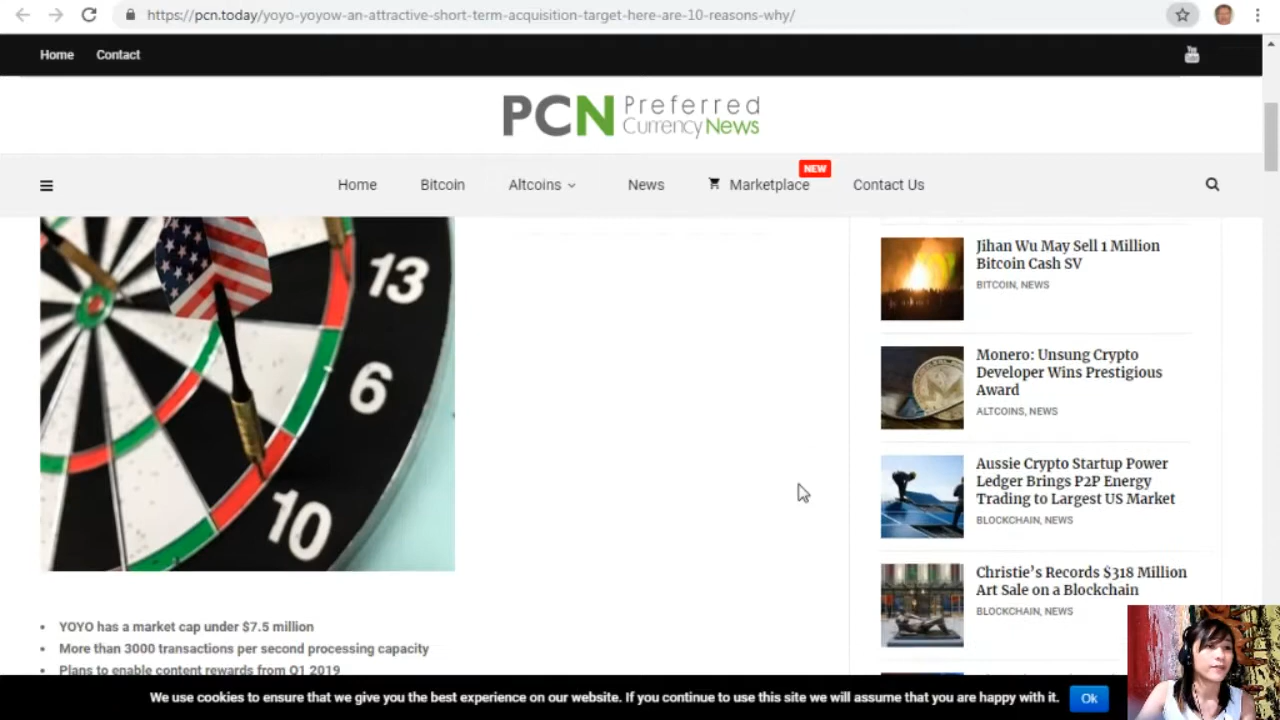 https://pcn.today/yoyo-yoyow-an-attractive-short-term-acquisition-target-here-are-10-reasons-why/
Home Contact
You
Tube
PCN Preferred
CurrencyNews
NEW
Home Bitcoin Altcoins News Marketplace Contact Us
13
6
10
Jihan Wu May Sell 1 Million
Bitcoin Cash SV
BITCOIN, NEWS
Monero: Unsung Crypto
Developer Wins Prestigious
Award
ALTCOINS, NEWS
Aussie Crypto Startup Power
Ledger Brings P2P Energy
Trading to Largest US Market
BLOCKCHAIN, NEWS
Christie’s Records $318 Million
Art Sale on a Blockchain
BLOCKCHAIN, NEWS
• YOYO has a market cap under $7.5 million
• More than 3000 transactions per second processing capacity
• Plans to enable content rewards from Q1 2019
We use cookies to ensure that we give you the best experience on our website. If you continue to use this site we will assume that you are happy with it. Ok